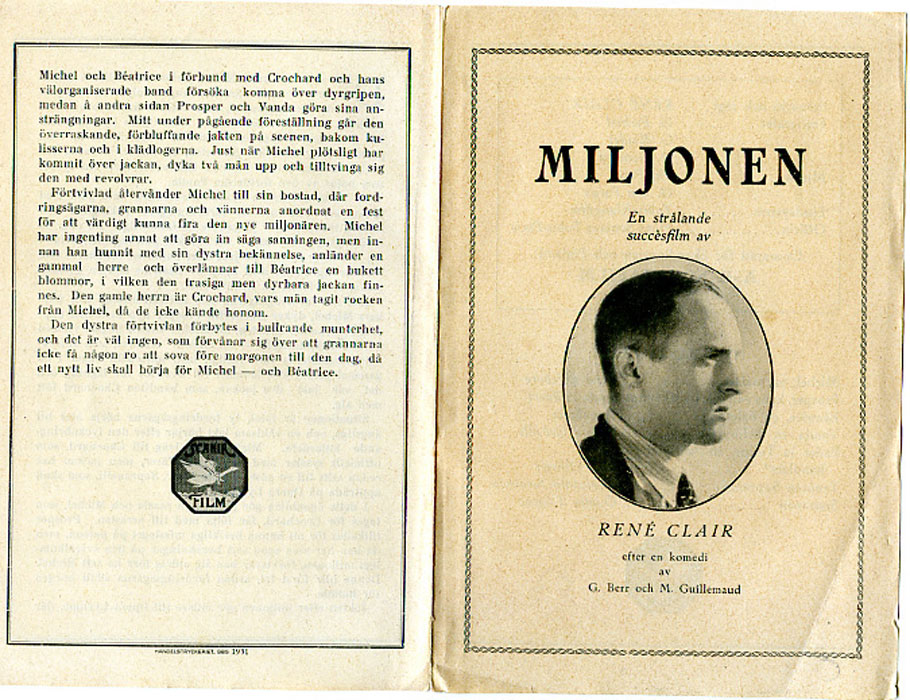 Michel och Béatrice i förbund med Crochard och hans
välorganiserade band försöka komma över dyrgripen,
medan å andra sidan Prosper och Vanda göra sina an-
strängningar. Mitt under pågående föreställning går den
överraskande, förbluffande jakten på scenen, bakom ku-
lisserna och i klädlogerna. Just när Michel plötsligt har
kommit över jackan, dyka två män upp och tilltvinga sig
den med revolvrar.
Förtvivlad återvänder Michel till sin bostad, där ford-
ringsägarna, grannarna och vännerna anordnat en fest
för att värdigt kunna fira den nye miljonären. Michel
har ingenting annat att göra än säga sanningen, men in-
nan han hunnit med sin dystra bekännelse, anländer en
gammal herre och överlämnar till Béatrice en bukett
blommor, i vilken den trasiga men dyrbara jackan fin-
nes. Den gamle herrn är Crochard, vars män tagit rocken
från Michel, då de icke kände honom.
Den dystra förtvivlan förbytes i bullrande munterhet,
och det är väl ingen, som förvånar sig över att grannarna
icke få någon ro att sova före morgonen till den dag, då
ett nytt liv skall börja för Michel — och Béatrice.
FILM
HANDELSTRYCKERIET, 1931
MILJONEN
En strålande
succèsfilm av
RENÉ CLAIR
efter en komedi
av
G. Berr och M. Guillemaud